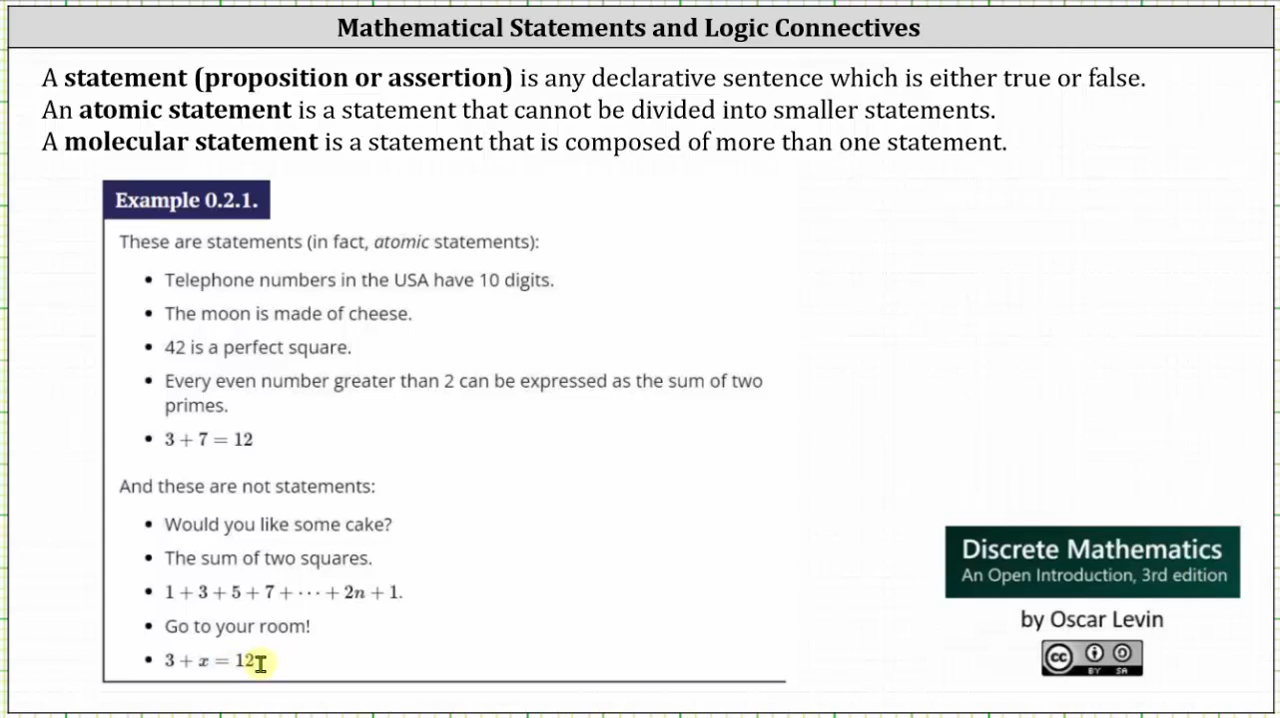 Mathematical Statements and Logic Connectives
A statement (proposition or assertion) is any declarative sentence which is either true or false.
An atomic statement is a statement that cannot be divided into smaller statements.
A molecular statement is a statement that is composed of more than one statement.
Example 0.2.1.
These are statements (in fact, atomic statements):
• Telephone numbers in the USA have 10 digits.
• The moon is made of cheese.
• 42 is a perfect square.
• Every even number greater than 2 can be expressed as the sum of two
primes.
• 3 + 7 = 12
And these are not statements:
• Would you like some cake?
• The sum of two squares.
• 1 + 3 + 5 + 7 + ⋯ + 2n + 1.
• Go to your room!
• 3 + x = 12
Discrete Mathematics
An Open Introduction, 3rd edition
by Oscar Levin
cc
BY SA